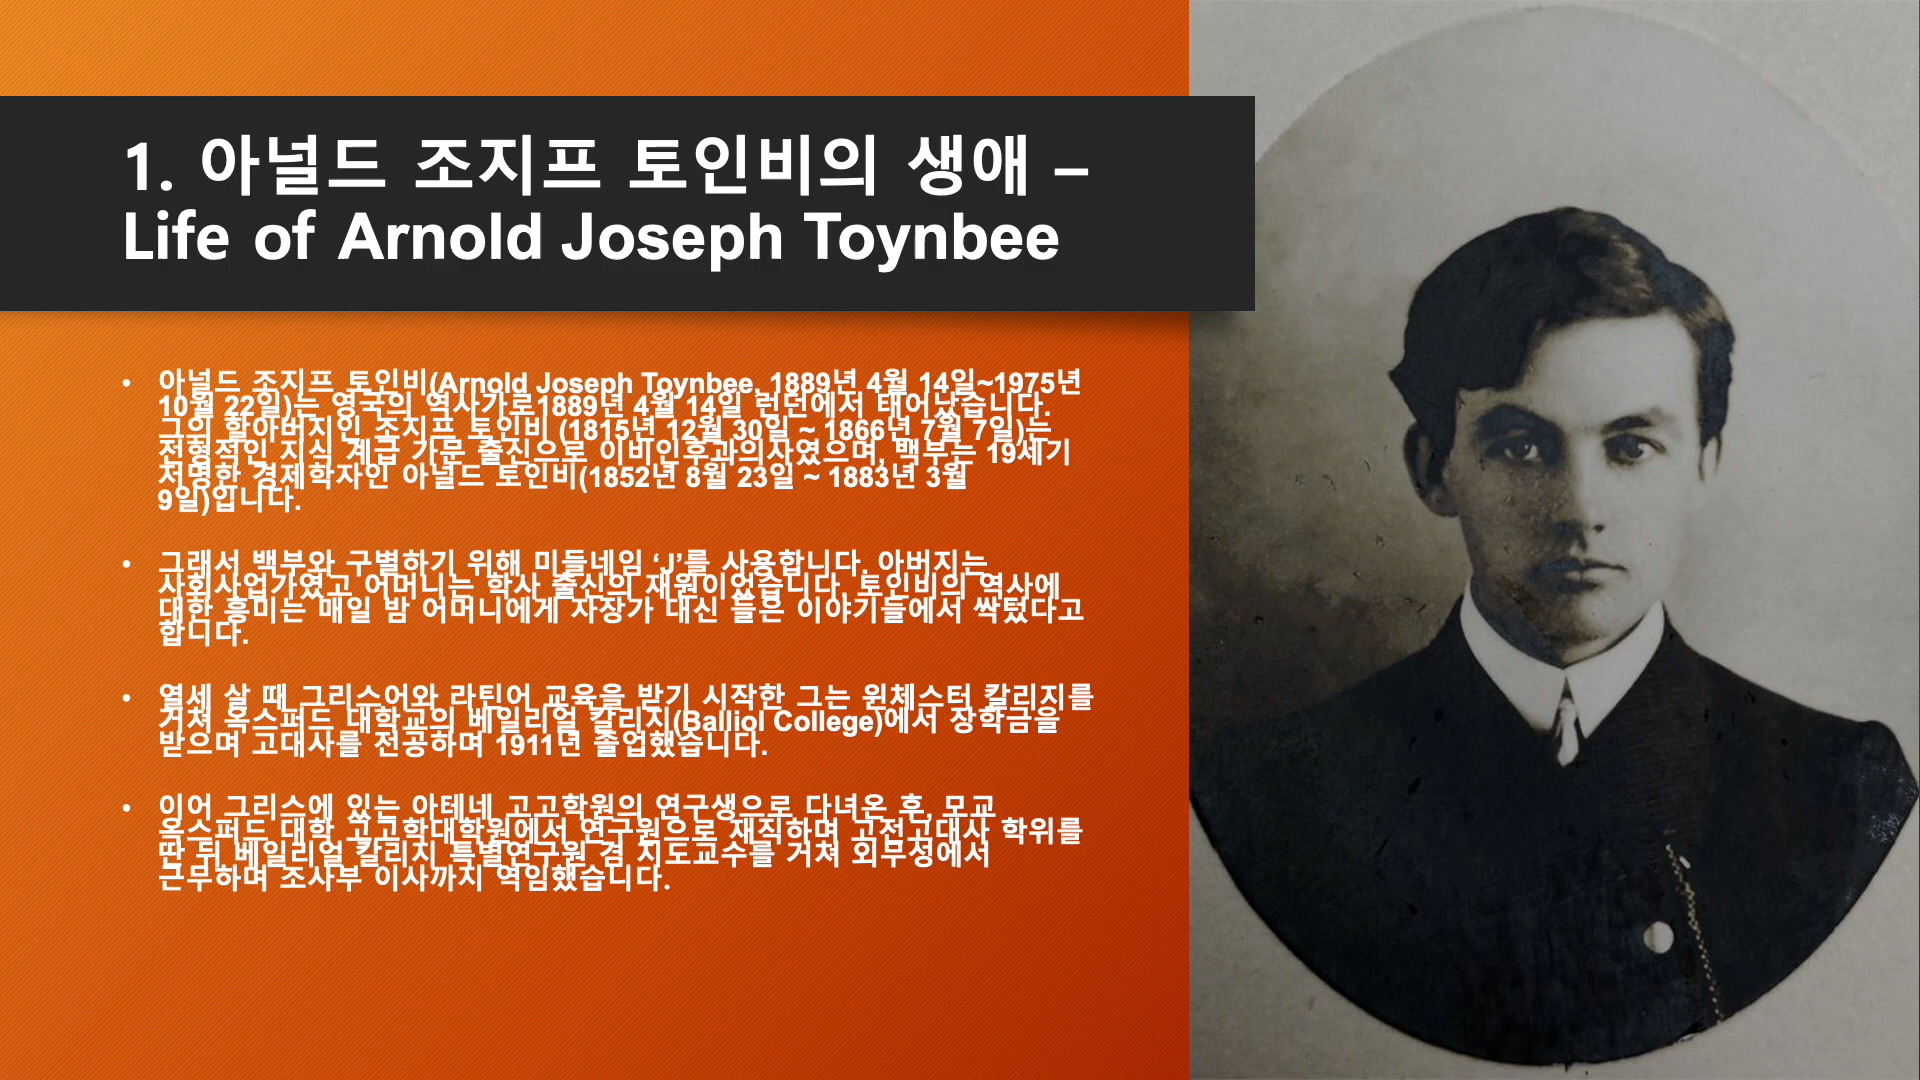 1. 아널드 조지프 토인비의 생애 –
Life of Arnold Joseph Toynbee
• 아널드 조지프 토인비(Arnold Joseph Toynbee, 1889년 4월 14일~1975년
10월 22일)는 영국의 역사가로1889년 4월 14일 런던에서 태어났습니다.
그의 할아버지인 조지프 토인비 (1815년 12월 30일 ~ 1866년 7월 7일)는
전형적인 지식 계급 가문 출신으로 이비인후과의사였으며, 백부는 19세기
저명한 경제학자인 아널드 토인비(1852년 8월 23일 ~ 1883년 3월
9일)입니다.
• 그래서 백부와 구별하기 위해 미들네임 ‘J’를 사용합니다. 아버지는
사회사업가였고 어머니는 학사 출신의 재원이었습니다. 토인비의 역사에
대한 흥미는 매일 밤 어머니에게 자장가 대신 들은 이야기들에서 싹텄다고
합니다.
• 열세 살 때 그리스어와 라틴어 교육을 받기 시작한 그는 윈체스터 칼리지를
거쳐 옥스퍼드 대학교의 베일리얼 칼리지(Balliol College)에서 장학금을
받으며 고대사를 전공하며 1911년 졸업했습니다.
• 이어 그리스에 있는 아테네 고고학원의 연구생으로 다녀온 후, 모교
옥스퍼드 대학 고고학대학원에서 연구원으로 재직하며 고전고대사 학위를
딴 뒤 베일리얼 칼리지 특별연구원 겸 지도교수를 거쳐 외무성에서
근무하며 조사부 이사까지 역임했습니다.